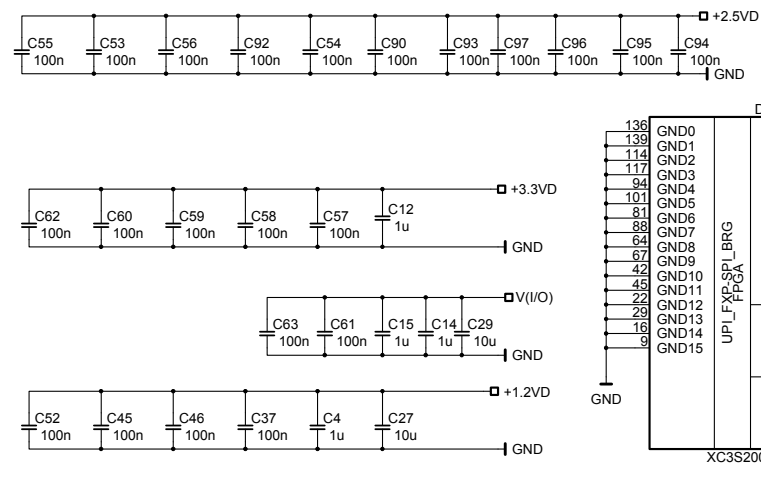 +2.5VD
C55 C53 C56 C92 C54 C90 C93 C97 C96 C95 C94
100n 100n 100n 100n 100n 100n 100n 100n 100n 100n 100n
GND
D
136 GND0
139 GND1
114 GND2
117 GND3
94 GND4
101 GND5
81 GND6
88 GND7
64 GND8
67 GND9
42 GND10
45 GND11
22 GND12
29 GND13
16 GND14
9 GND15
UPI_FXP-SPI_BRG
FPGA
GND
XC3S200
+3.3VD
C62 C60 C59 C58 C57 C12
100n 100n 100n 100n 100n 1u
GND
V(I/O)
C63 C61 C15 C14 C29
100n 100n 1u 1u 10u
GND
+1.2VD
C52 C45 C46 C37 C4 C27
100n 100n 100n 100n 1u 10u
GND